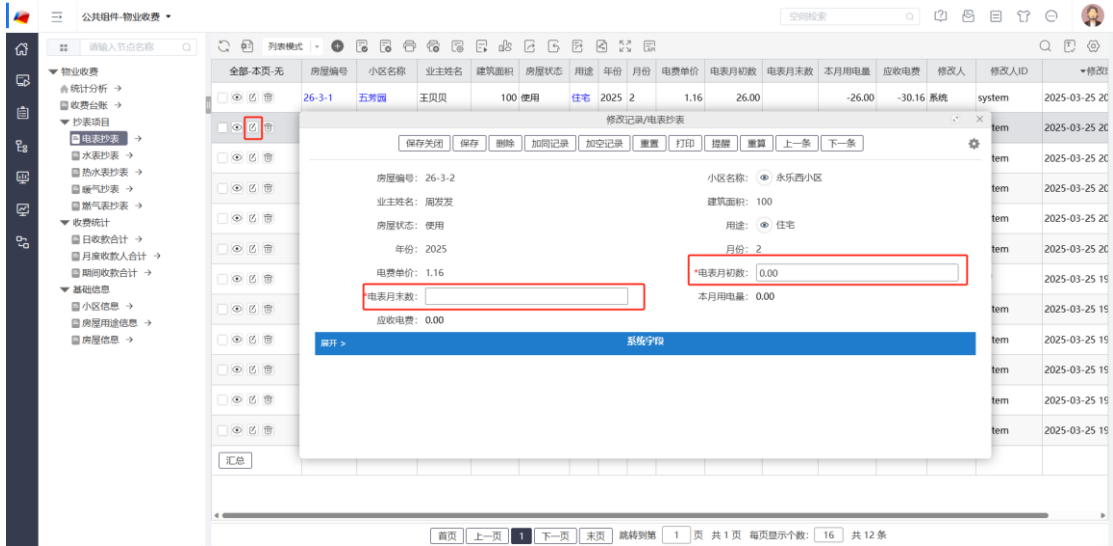 公共组件-物业收费
空间检索
请输入节点名称
列表模式
物业收费
统计分析 →
收费台账 →
抄表项目
电表抄表 →
水表抄表 →
热水表抄表 →
暖气抄表 →
燃气表抄表 →
收费统计
日收款合计 →
月度收款人合计 →
期间收款合计 →
基础信息
小区信息 →
房屋用途信息 →
房屋信息 →
全部-本页-无 房屋编号 小区名称 业主姓名 建筑面积 房屋状态 用途 年份 月份 电费单价 电表月初数 电表月末数 本月用电量 应收电费 修改人 修改人ID
26-3-1 五芳园 王贝贝 100 使用 住宅 2025 2 1.16 26.00 -26.00 -30.16 系统 system 2025-03-25 20
修改记录/电表抄表
保存关闭 保存 删除 加同记录 加空记录 重置 打印 提醒 重算 上一条 下一条
房屋编号: 26-3-2 小区名称: 永乐西小区
业主姓名: 周发发 建筑面积: 100
房屋状态: 使用 用途: 住宅
年份: 2025 月份: 2
电费单价: 1.16 *电表月初数: 0.00
*电表月末数: 本月用电量: 0.00
应收电费: 0.00
展开 > 系统字段
tem 2025-03-25 20
tem 2025-03-25 20
tem 2025-03-25 20
tem 2025-03-25 20
tem 2025-03-25 20
2025-03-25 19
tem 2025-03-25 19
tem 2025-03-25 19
tem 2025-03-25 19
tem 2025-03-25 19
tem 2025-03-25 19
汇总
首页 上一页 1 下一页 末页 跳转到第 1 页 共1页 每页显示个数: 16 共12条